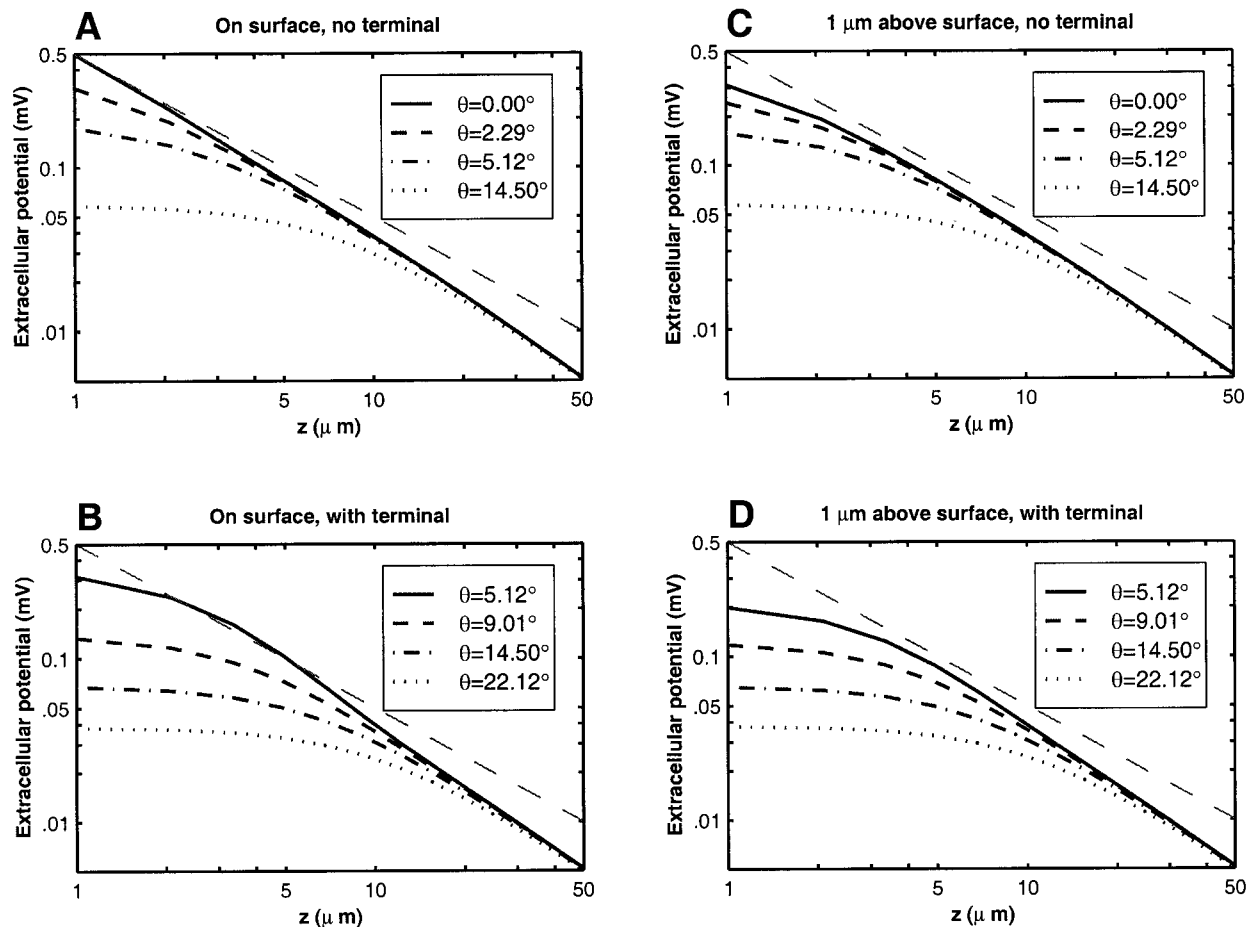 A
On surface, no terminal
Extracellular potential (mV)
0.5
0.1
.05
.01
θ=0.00°
θ=2.29°
θ=5.12°
θ=14.50°
1
5
10
50
z (μ m)
C
1 μm above surface, no terminal
Extracellular potential (mV)
0.5
0.1
.05
.01
θ=0.00°
θ=2.29°
θ=5.12°
θ=14.50°
1
5
10
50
z (μ m)
B
On surface, with terminal
Extracellular potential (mV)
0.5
0.1
.05
.01
θ=5.12°
θ=9.01°
θ=14.50°
θ=22.12°
1
5
10
50
z (μ m)
D
1 μm above surface, with terminal
Extracellular potential (mV)
0.5
0.1
.05
.01
θ=5.12°
θ=9.01°
θ=14.50°
θ=22.12°
1
5
10
50
z (μ m)